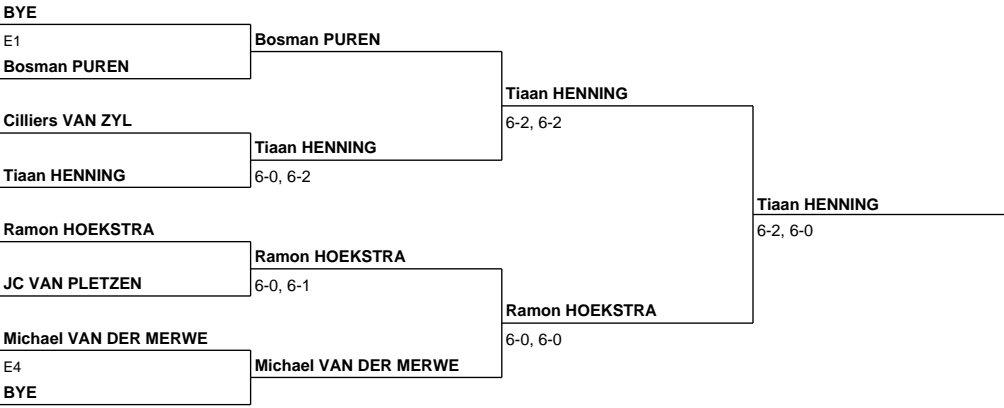 BYE
E1
Bosman PUREN
Bosman PUREN
Tiaan HENNING
6-2, 6-2
Cilliers VAN ZYL
Tiaan HENNING
Tiaan HENNING
6-0, 6-2
Tiaan HENNING
6-2, 6-0
Ramon HOEKSTRA
Ramon HOEKSTRA
JC VAN PLETZEN
6-0, 6-1
Ramon HOEKSTRA
6-0, 6-0
Michael VAN DER MERWE
E4
Michael VAN DER MERWE
BYE